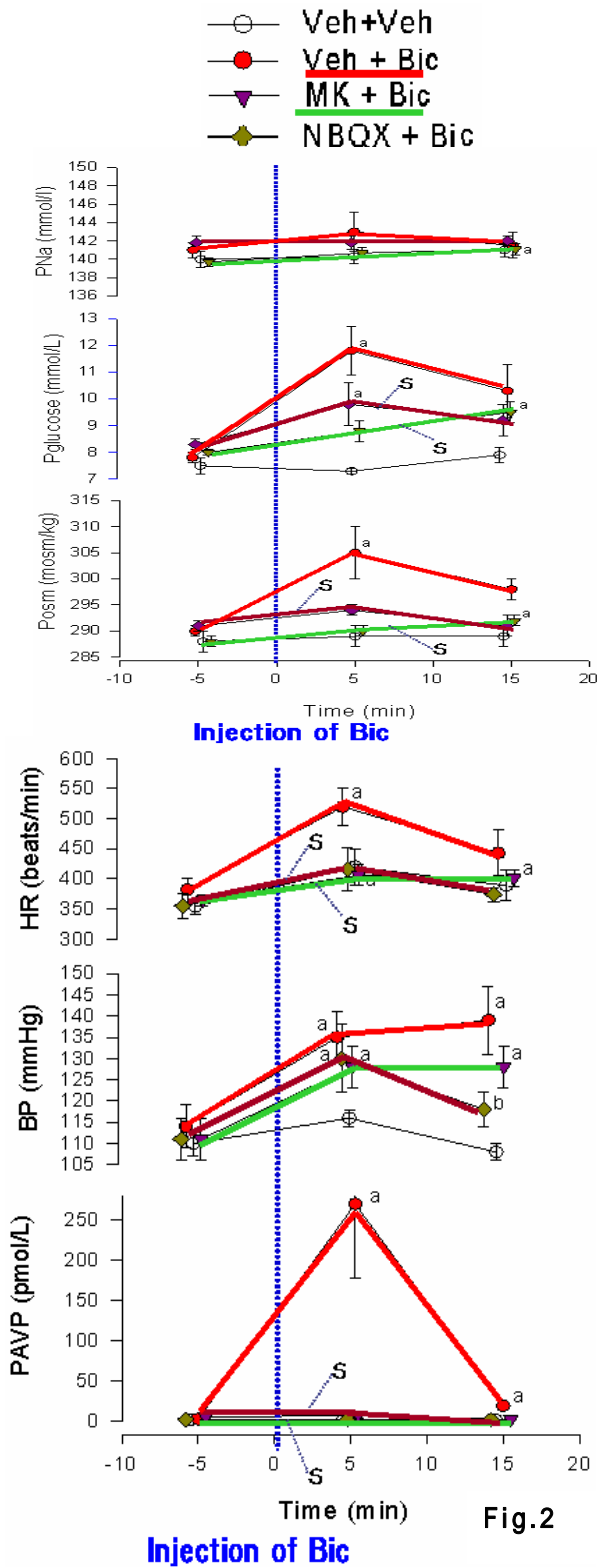 Veh+Veh
Veh + Bic
MK + Bic
NBQX + Bic
PNa (mmol/l)
150
148
146
144
142
140
138
136
a
Pglucose (mmol/L)
13
12
11
10
9
8
7
a
a
a
S
S
Posm (mosm/kg)
315
310
305
300
295
290
285
a
a
S
S
-10 -5 0 5 10 15 20
Time (min)
Injection of Bic
HR (beats/min)
600
550
500
450
400
350
300
a
a
a
S
S
BP (mmHg)
150
145
140
135
130
125
120
115
110
105
a
a
a
a
a
b
PAVP (pmol/L)
250
200
150
100
50
0
a
a
S
S
-10 -5 0 5 10 15 20
Time (min)
Fig.2
Injection of Bic